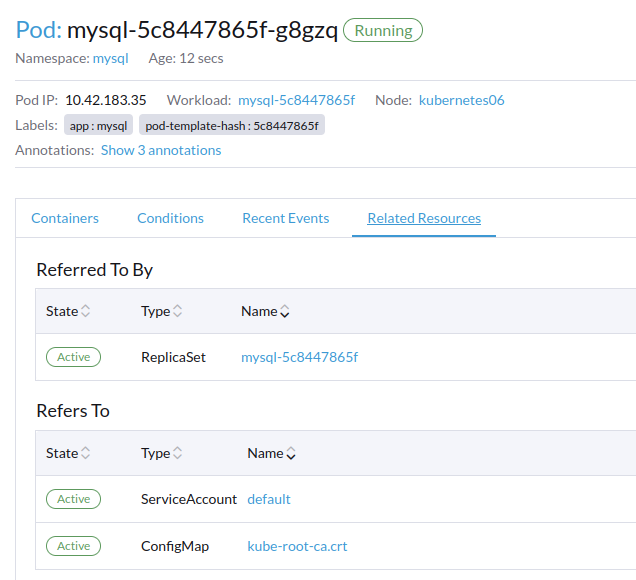 Pod: mysql-5c8447865f-g8gzq Running
Namespace: mysql Age: 12 secs
Pod IP: 10.42.183.35 Workload: mysql-5c8447865f Node: kubernetes06
Labels: app : mysql pod-template-hash : 5c8447865f
Annotations: Show 3 annotations
Containers Conditions Recent Events Related Resources
Referred To By
State Type Name
Active ReplicaSet mysql-5c8447865f
Refers To
State Type Name
Active ServiceAccount default
Active ConfigMap kube-root-ca.crt